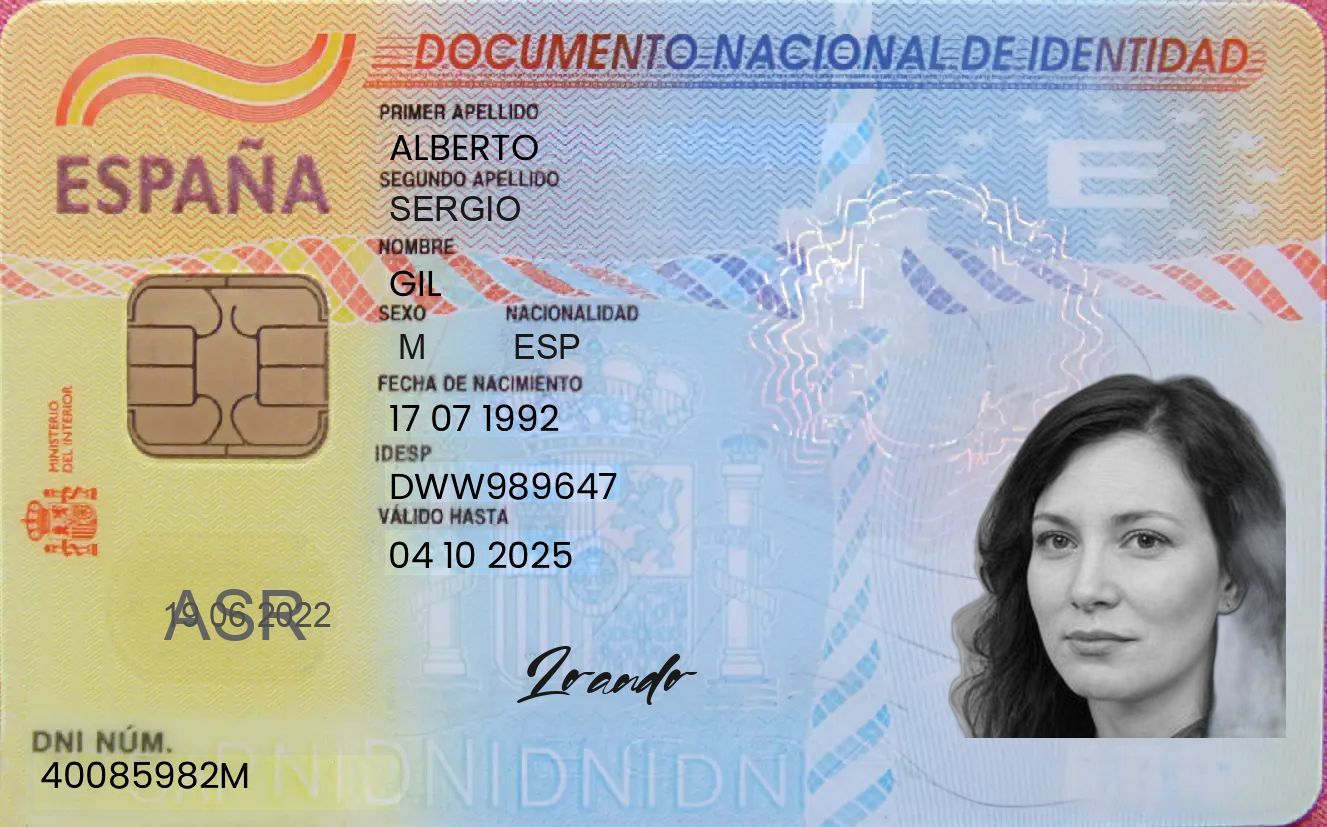 DOCUMENTO NACIONAL DE IDENTIDAD
ESPAÑA
PRIMER APELLIDO
ALBERTO
SEGUNDO APELLIDO
SERGIO
NOMBRE
GIL
SEXO NACIONALIDAD
M ESP
FECHA DE NACIMIENTO
17 07 1992
IDESP
DWW989647
VÁLIDO HASTA
04 10 2025
MINISTERIO
DEL INTERIOR
E
ASR
19 06 2022
Lrando
DNI NÚM.
40085982M
DNIDNIDNIDNI